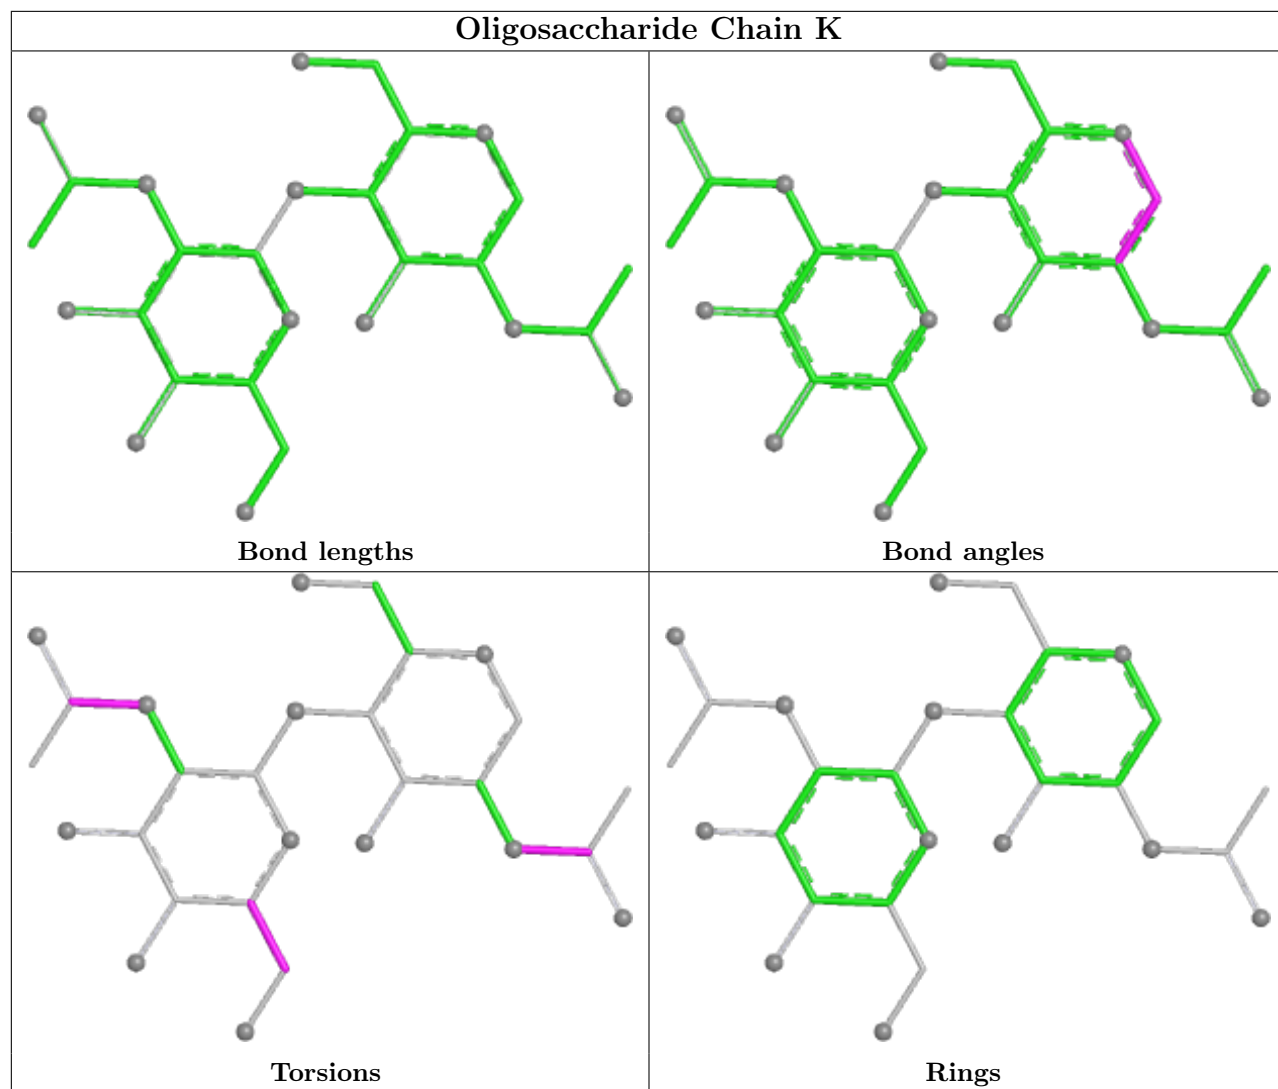 Oligosaccharide Chain K
Bond lengths
Bond angles
Torsions
Rings